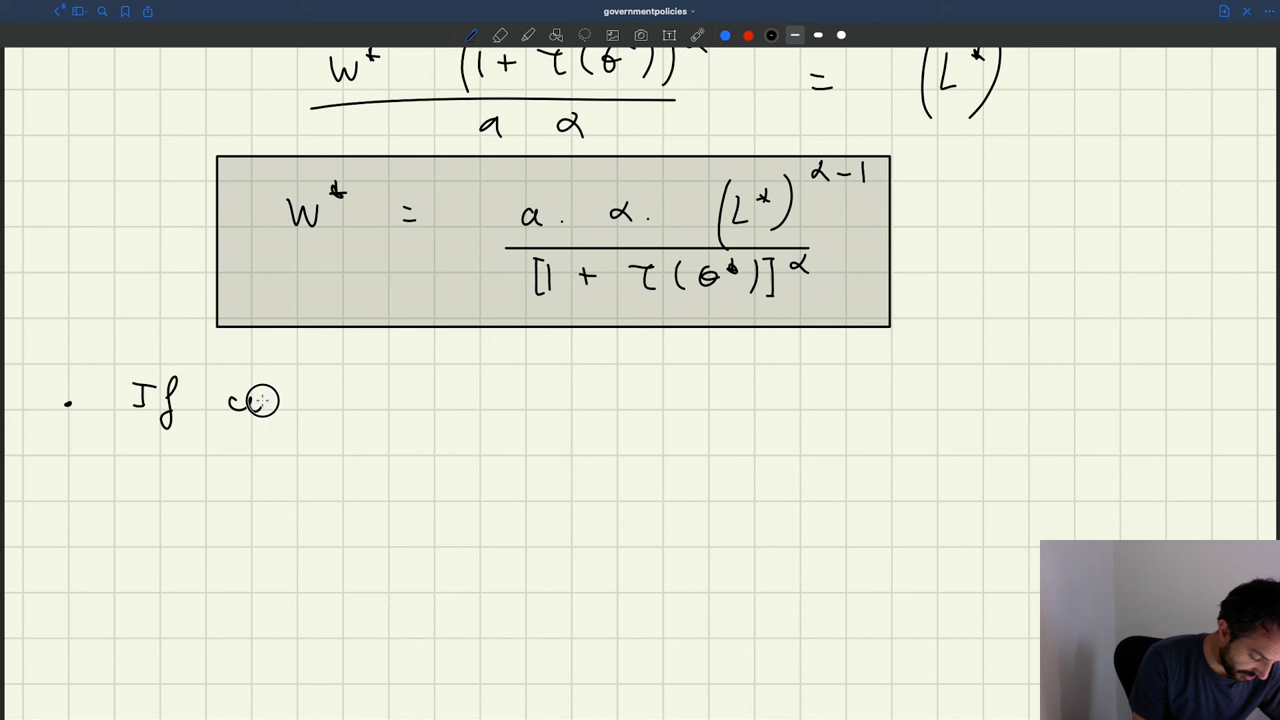 governmentpolicies
W* (1 + τ(θ*))^α = (L*)
a α
W* = a . α . (L*)^α-1
[1 + τ(θ*)]^α
. If